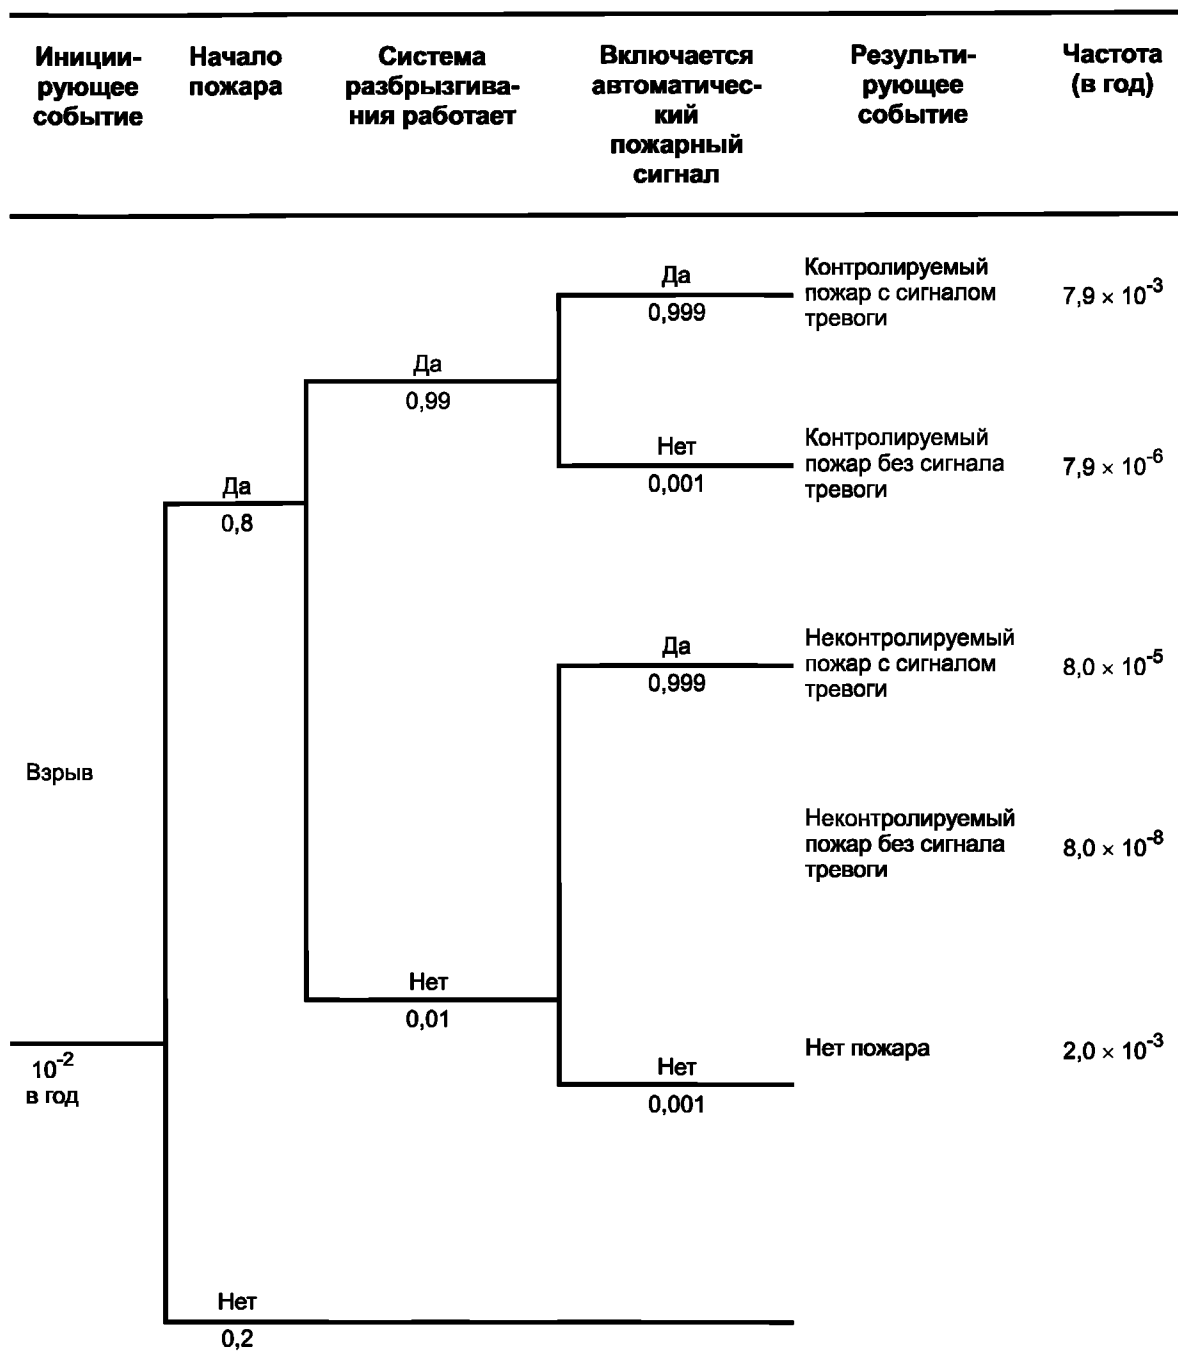 Иниции-
рующее
событие
Начало
пожара
Система
разбрызгива-
ния работает
Включается
автоматичес-
кий
пожарный
сигнал
Результи-
рующее
событие
Частота
(в год)
Да
0,999
Контролируемый
пожар с сигналом
тревоги
7,9 × 10⁻³
Да
0,99
Нет
0,001
Контролируемый
пожар без сигнала
тревоги
7,9 × 10⁻⁶
Да
0,8
Да
0,999
Неконтролируемый
пожар с сигналом
тревоги
8,0 × 10⁻⁵
Взрыв
Неконтролируемый
пожар без сигнала
тревоги
8,0 × 10⁻⁸
Нет
0,01
10⁻²
в год
Нет
0,001
Нет пожара
2,0 × 10⁻³
Нет
0,2